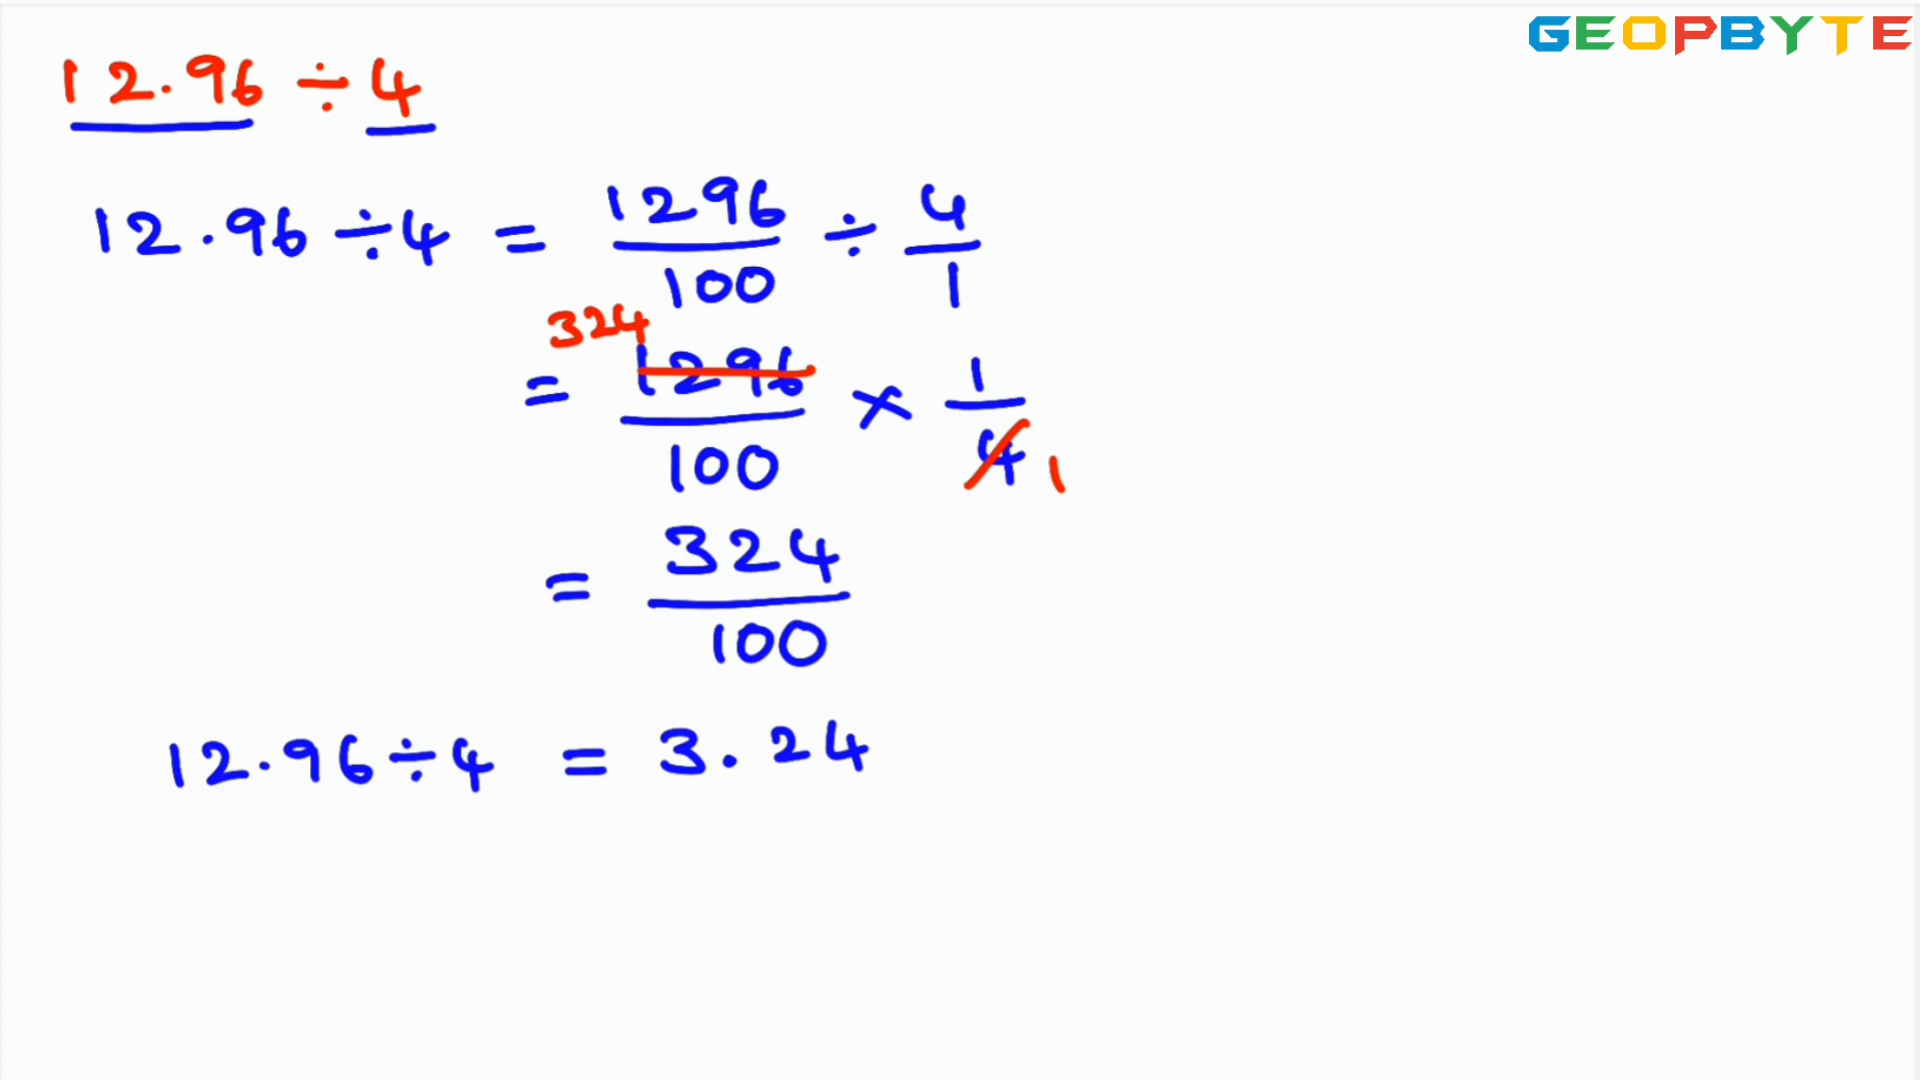 GEOPBYTE
12.96 ÷ 4
12.96 ÷ 4 = 1296/100 ÷ 4/1
324
= 1296/100 × 1/4 1
= 324/100
12.96 ÷ 4 = 3.24